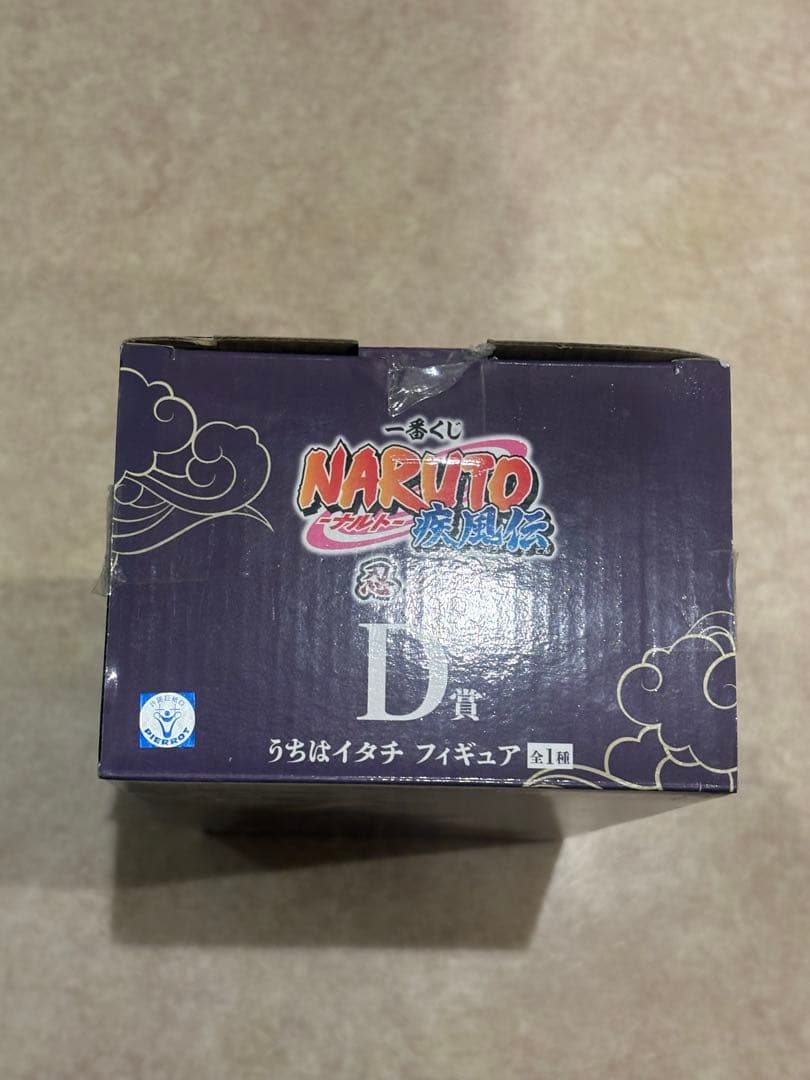 一番くじ
NARUTO
-ナルト-
疾風伝
忍
D賞
うちはイタチ フィギュア 全1種
PIERROT